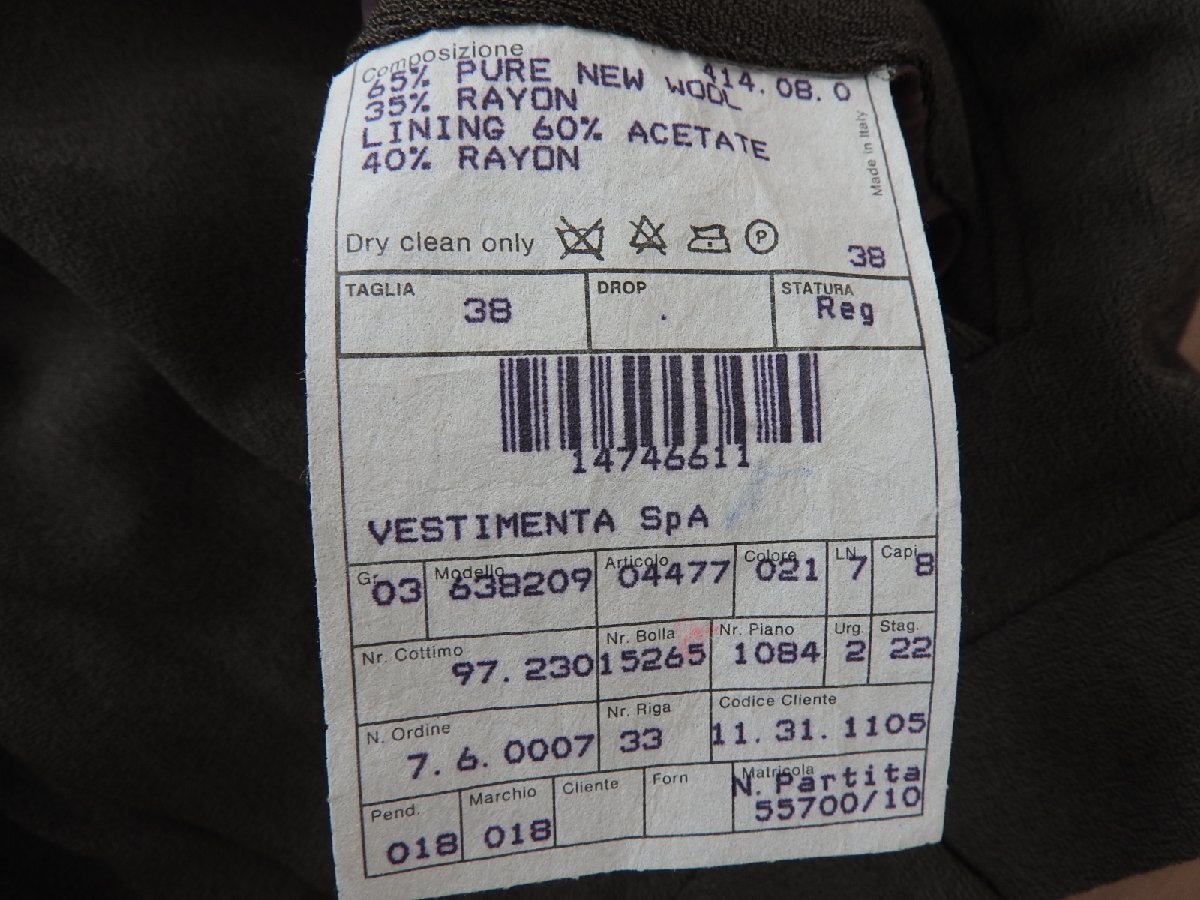 Composizione
65% PURE NEW WOOL 414.08.0
35% RAYON
LINING 60% ACETATE
40% RAYON
Made in Italy
Dry clean only P
38
TAGLIA DROP STATURA
38 . Reg
14746611
VESTIMENTA SpA
Gr. Modello Articolo Colore LN Capi
03 638209 04477 021 7 8
Nr. Cottimo Nr. Bolla Nr. Piano Urg. Stag.
97.230 15265 1084 2 22
N. Ordine Nr. Riga Codice Cliente
7.6.0007 33 11.31.1105
Pend. Marchio Cliente Forn Matricola
N. Partita
018 018 55700/10